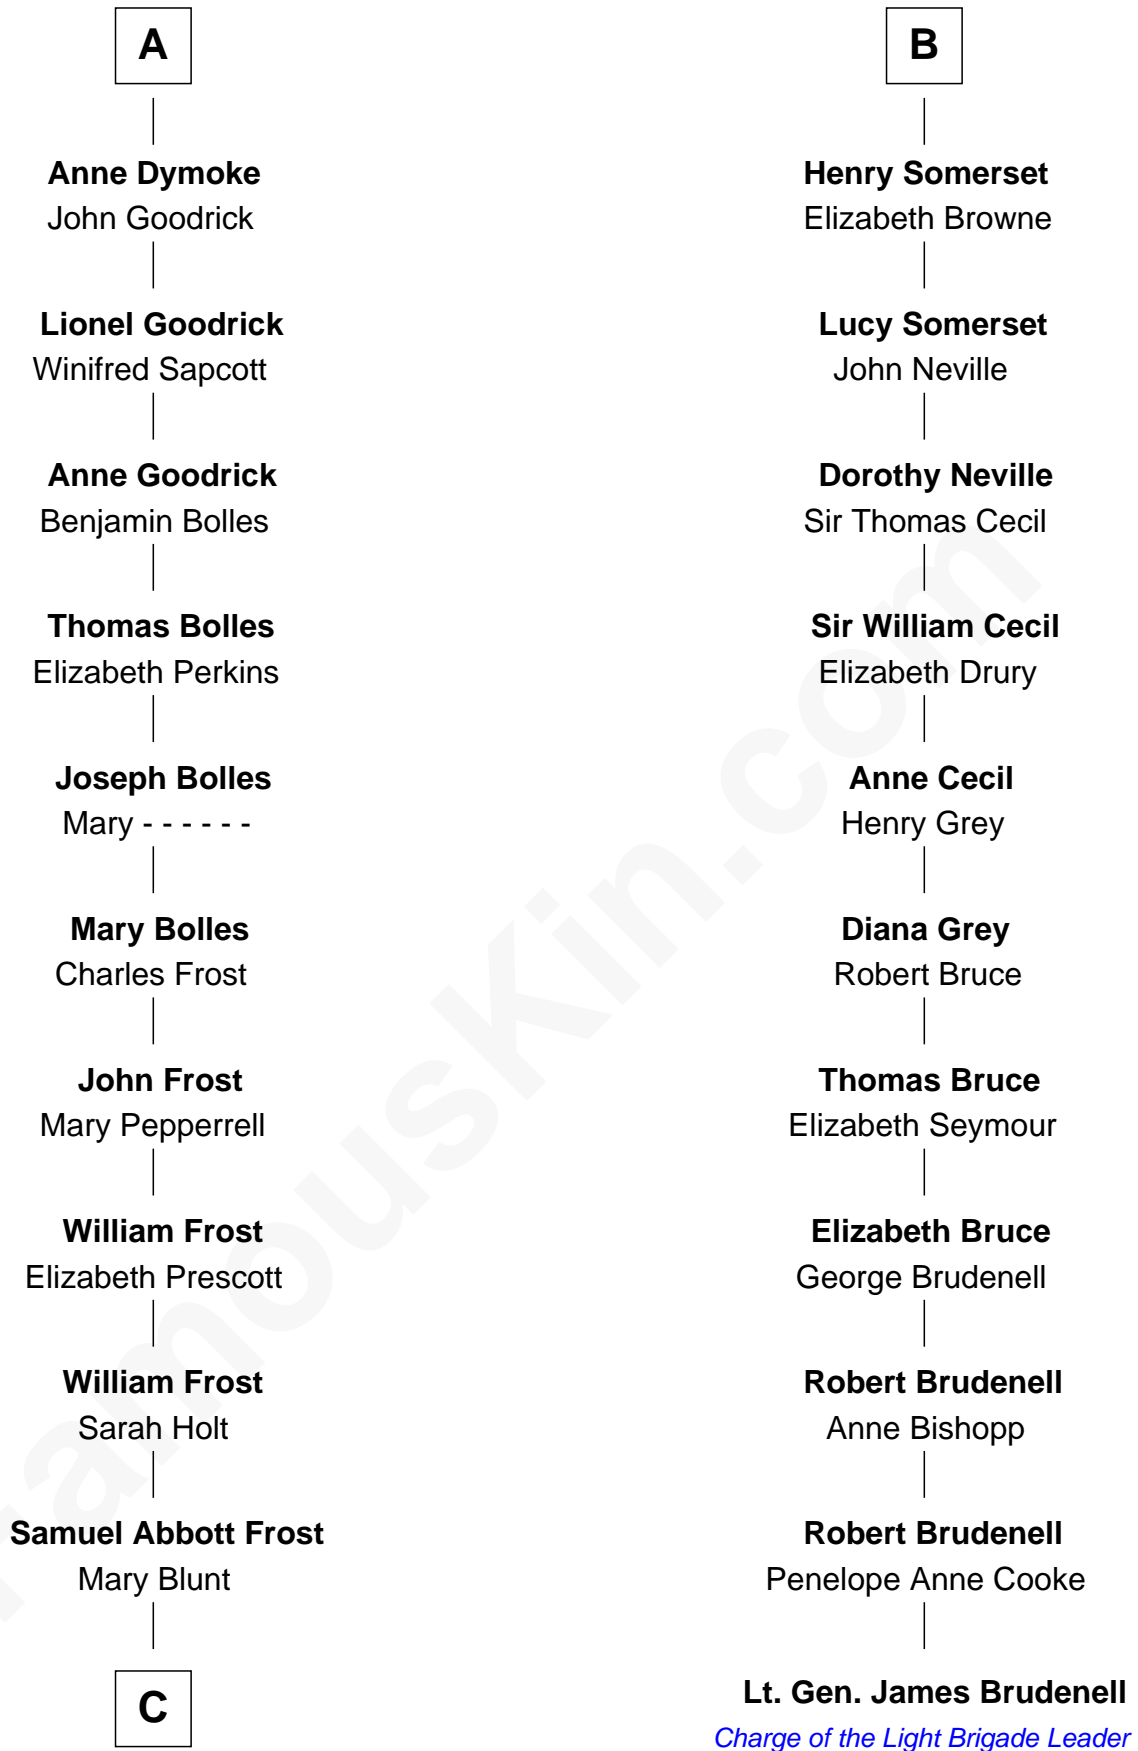 A
Anne Dymoke
John Goodrick
Lionel Goodrick
Winifred Sapcott
Anne Goodrick
Benjamin Bolles
Thomas Bolles
Elizabeth Perkins
Joseph Bolles
Mary - - - - - -
Mary Bolles
Charles Frost
John Frost
Mary Pepperrell
William Frost
Elizabeth Prescott
William Frost
Sarah Holt
Samuel Abbott Frost
Mary Blunt
C
B
Henry Somerset
Elizabeth Browne
Lucy Somerset
John Neville
Dorothy Neville
Sir Thomas Cecil
Sir William Cecil
Elizabeth Drury
Anne Cecil
Henry Grey
Diana Grey
Robert Bruce
Thomas Bruce
Elizabeth Seymour
Elizabeth Bruce
George Brudenell
Robert Brudenell
Anne Bishopp
Robert Brudenell
Penelope Anne Cooke
Lt. Gen. James Brudenell
Charge of the Light Brigade Leader
FamousKin.com